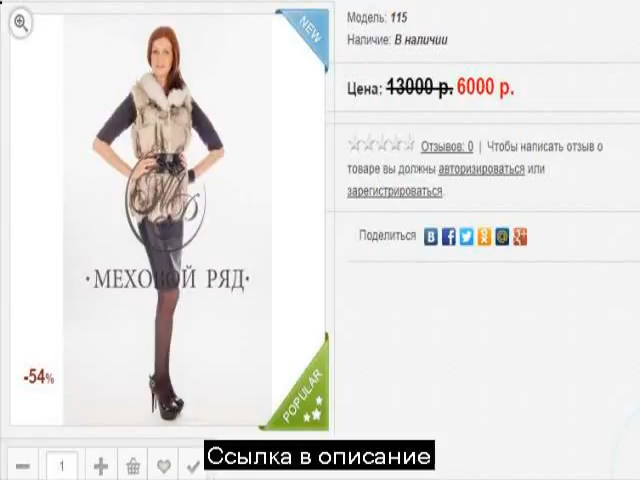 NEW
Модель: 115
Наличие: В наличии
Цена: 13000 р. 6000 р.
Отзывов: 0 | Чтобы написать отзыв о
товаре вы должны авторизироваться или
зарегистрироваться.
Поделиться
·МЕХОВОЙ РЯД·
-54%
POPULAR
1
Ссылка в описание